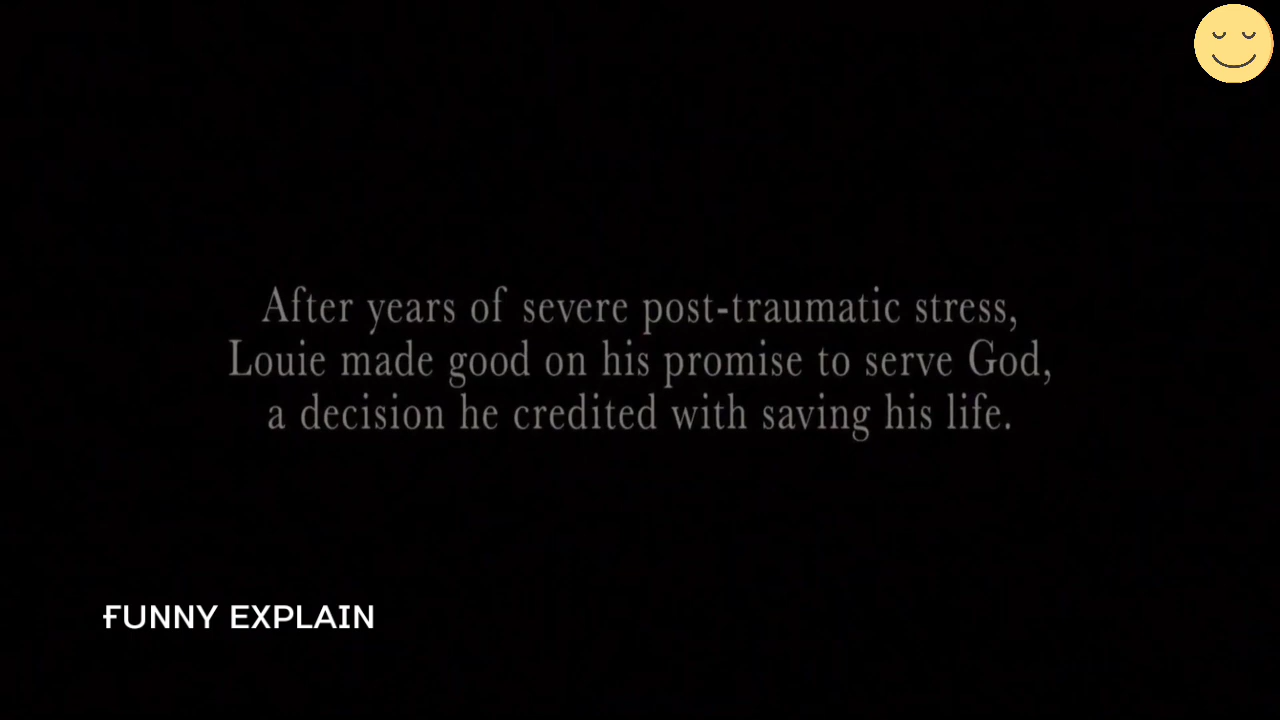 After years of severe post-traumatic stress,
Louie made good on his promise to serve God,
a decision he credited with saving his life.
FUNNY EXPLAIN